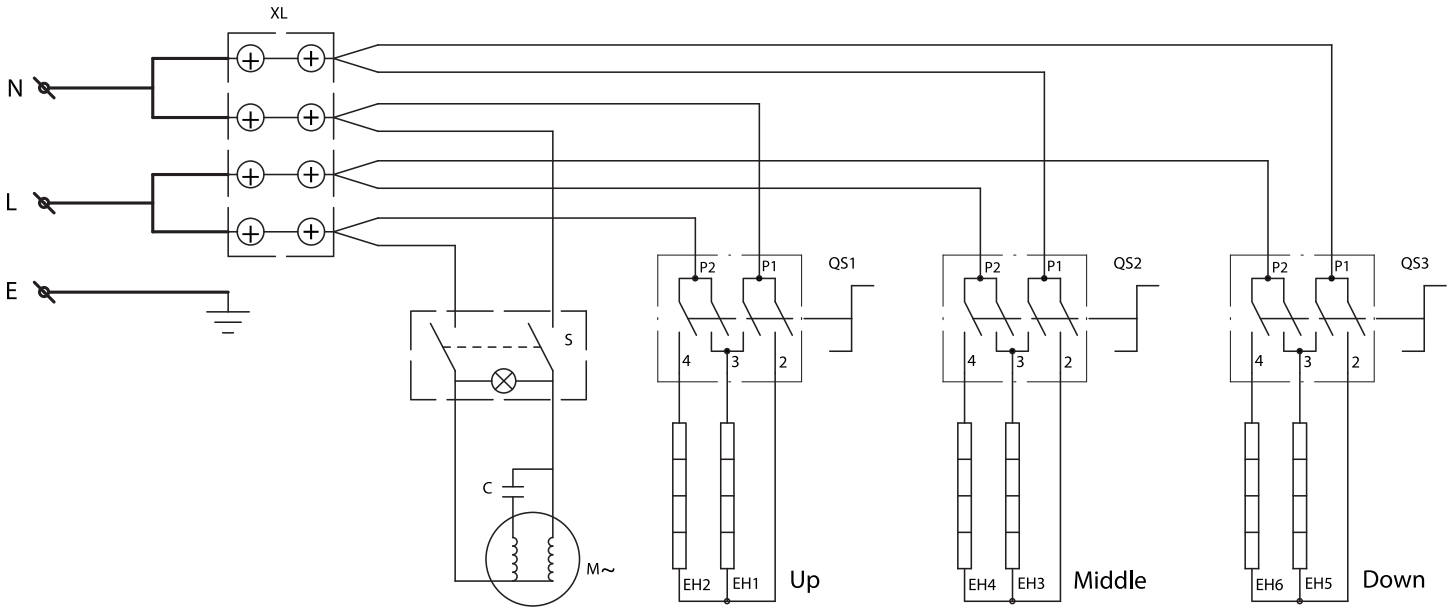 XL
N
L
E
P2 P1 QS1
P2 P1 QS2
P2 P1 QS3
S
4 3 2
4 3 2
4 3 2
C
M~
EH2 EH1 Up
EH4 EH3 Middle
EH6 EH5 Down